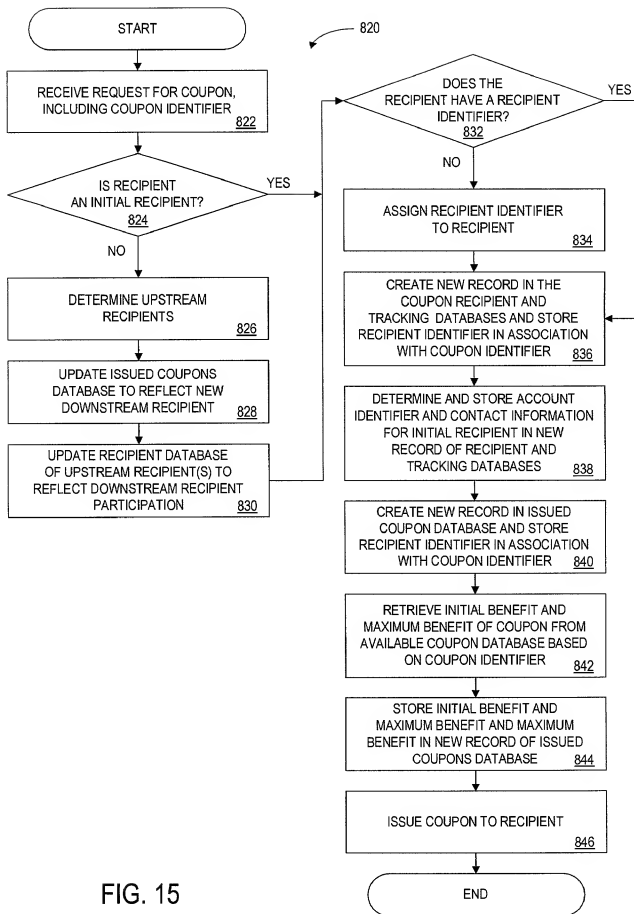 START
820
RECEIVE REQUEST FOR COUPON,
INCLUDING COUPON IDENTIFIER
822
IS RECIPIENT
AN INITIAL RECIPIENT?
824
YES
NO
DETERMINE UPSTREAM
RECIPIENTS
826
UPDATE ISSUED COUPONS
DATABASE TO REFLECT NEW
DOWNSTREAM RECIPIENT
828
UPDATE RECIPIENT DATABASE
OF UPSTREAM RECIPIENT(S) TO
REFLECT DOWNSTREAM RECIPIENT
PARTICIPATION
830
DOES THE
RECIPIENT HAVE A RECIPIENT
IDENTIFIER?
832
YES
NO
ASSIGN RECIPIENT IDENTIFIER
TO RECIPIENT
834
CREATE NEW RECORD IN THE
COUPON RECIPIENT AND
TRACKING DATABASES AND STORE
RECIPIENT IDENTIFIER IN ASSOCIATION
WITH COUPON IDENTIFIER
836
DETERMINE AND STORE ACCOUNT
IDENTIFIER AND CONTACT INFORMATION
FOR INITIAL RECIPIENT IN NEW
RECORD OF RECIPIENT AND
TRACKING DATABASES
838
CREATE NEW RECORD IN ISSUED
COUPON DATABASE AND STORE
RECIPIENT IDENTIFIER IN ASSOCIATION
WITH COUPON IDENTIFIER
840
RETRIEVE INITIAL BENEFIT AND
MAXIMUM BENEFIT OF COUPON FROM
AVAILABLE COUPON DATABASE BASED
ON COUPON IDENTIFIER
842
STORE INITIAL BENEFIT AND
MAXIMUM BENEFIT AND MAXIMUM
BENEFIT IN NEW RECORD OF ISSUED
COUPONS DATABASE
844
ISSUE COUPON TO RECIPIENT
846
END
FIG. 15